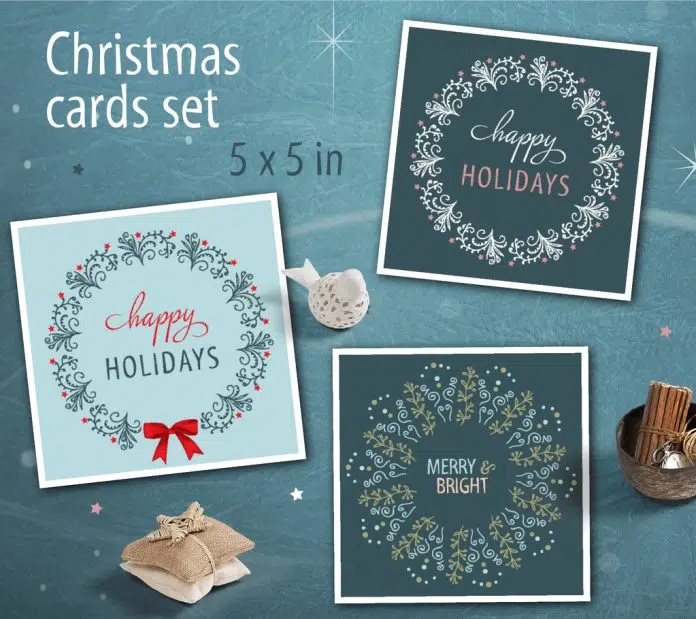 Christmas
cards set
5 x 5 in
happy
HOLIDAYS
happy
HOLIDAYS
MERRY &
BRIGHT